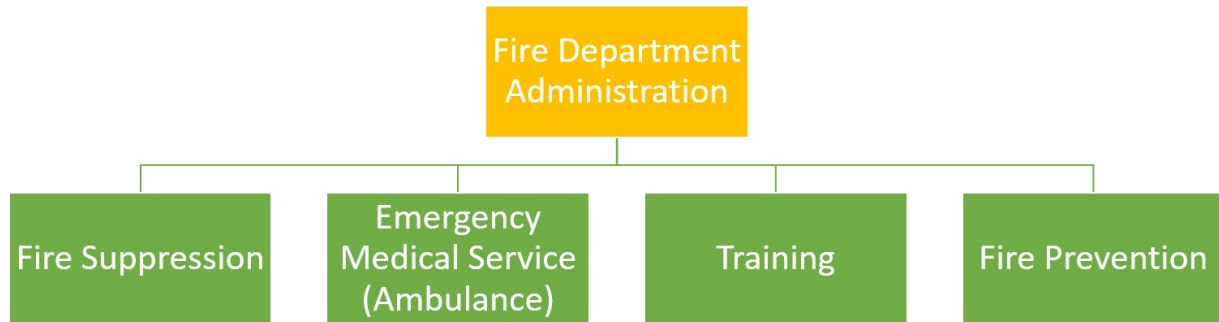 Fire Department
Administration
Fire Suppression
Emergency
Medical Service
(Ambulance)
Training
Fire Prevention